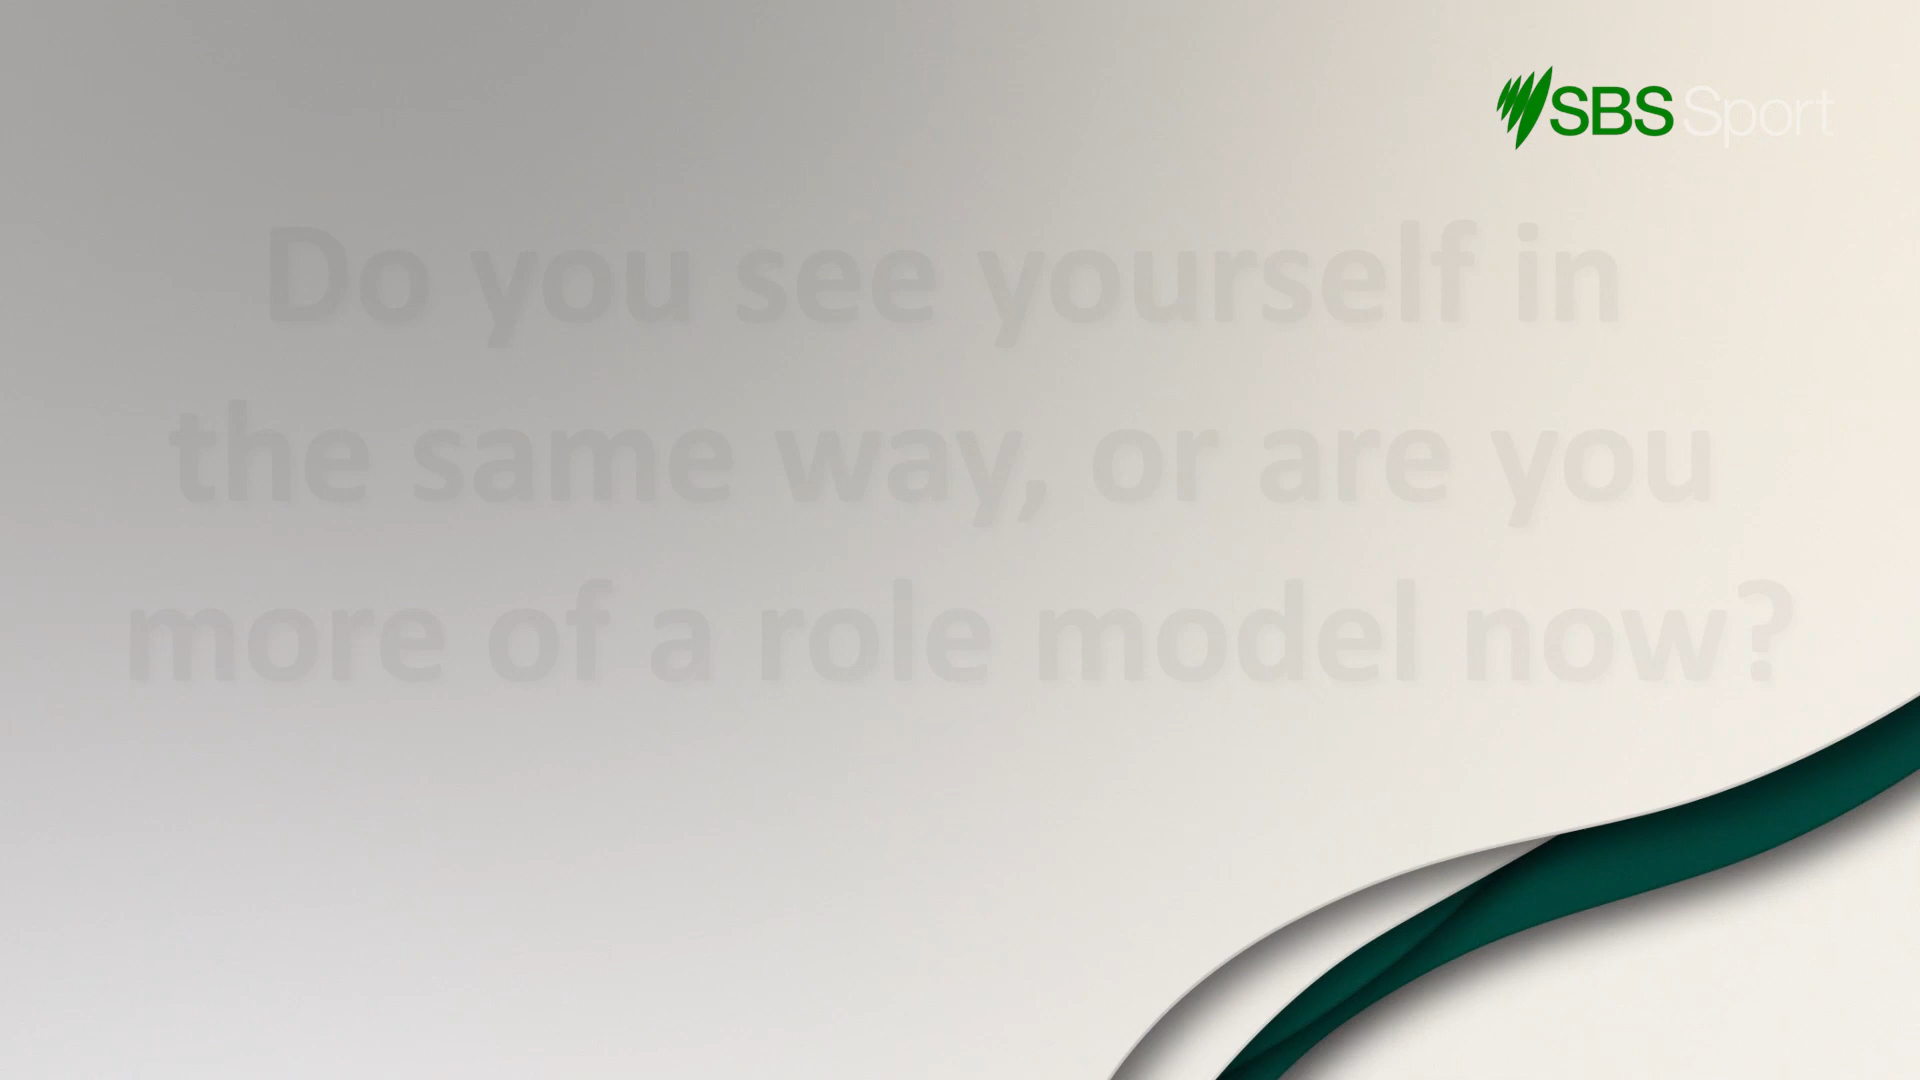 SBS Sport
Do you see yourself in
the same way, or are you
more of a role model now?